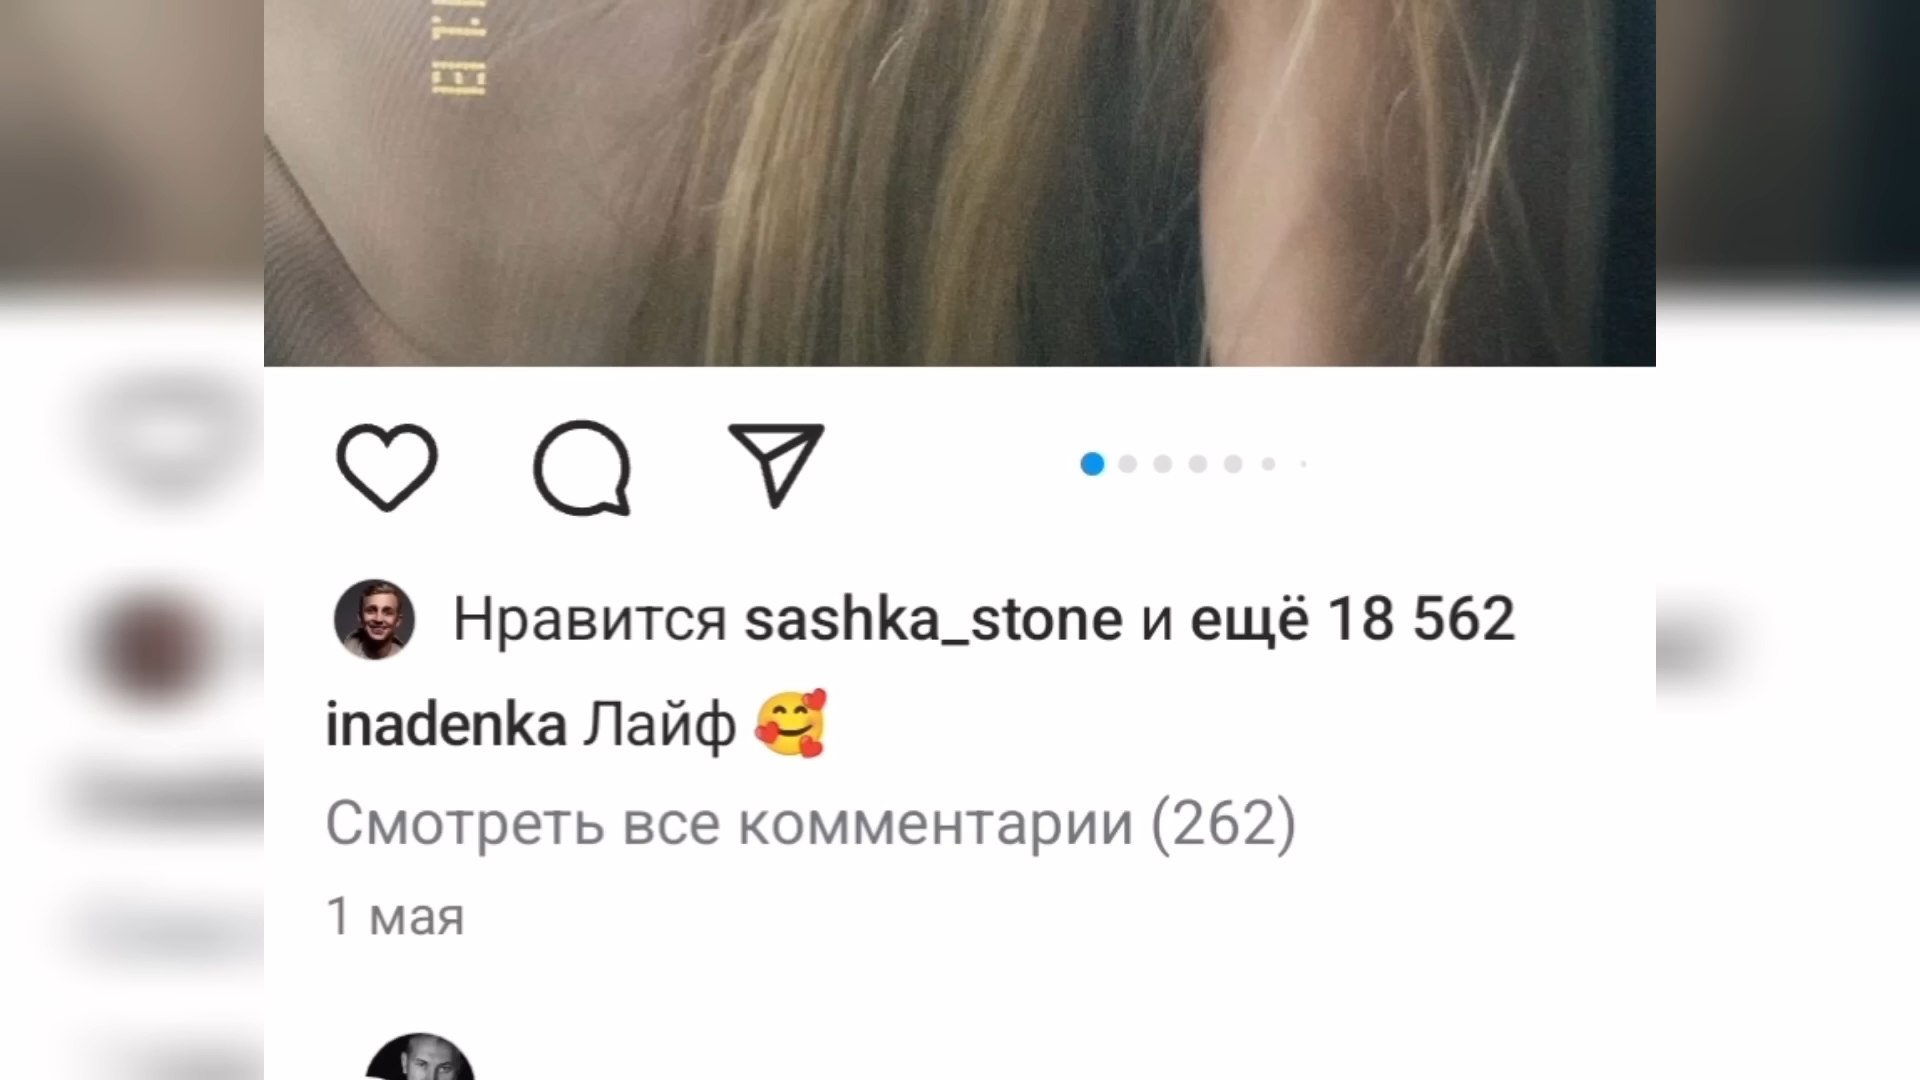 Нравится sashka_stone и ещё 18 562
inadenka Лайф 🥰
Смотреть все комментарии (262)
1 мая